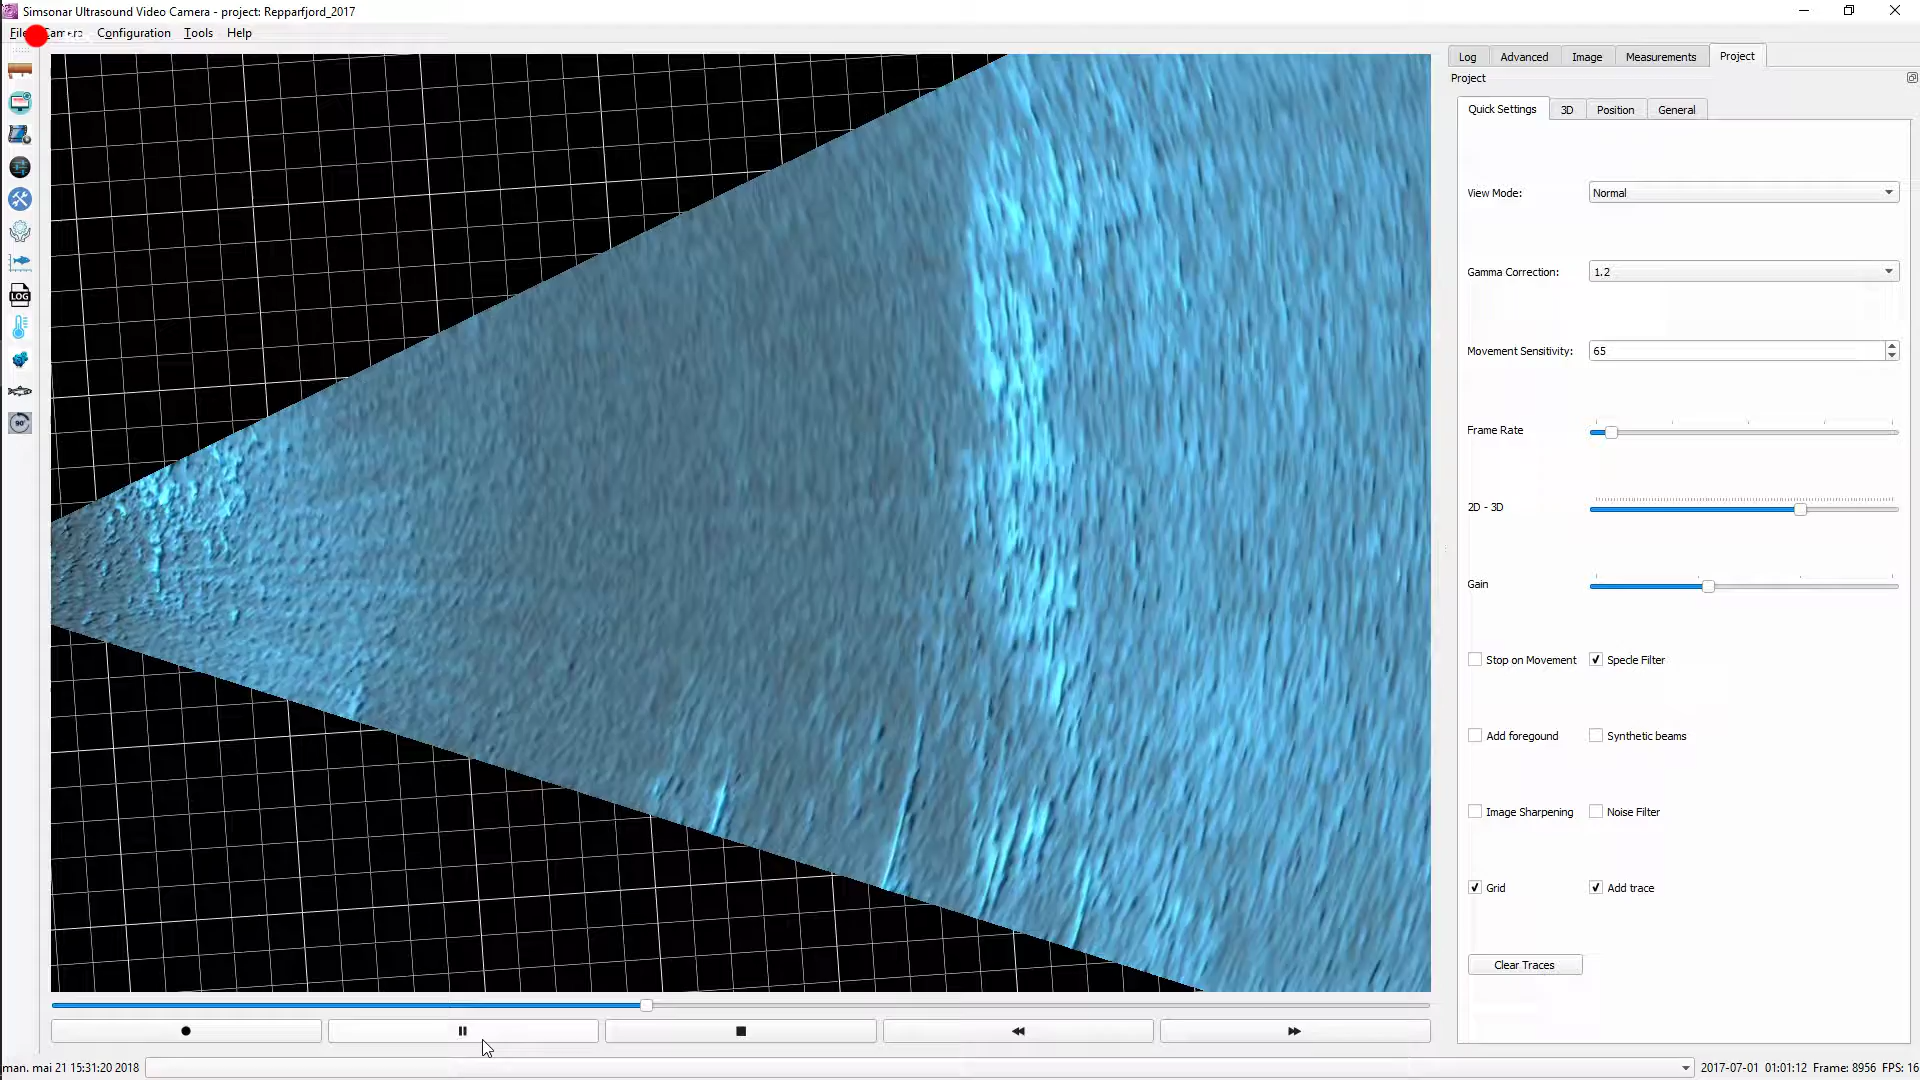 Simsonar Ultrasound Video Camera - project: Repparfjord_2017
File
Configuration Tools Help
Log Advanced Image Measurements Project
Project
Quick Settings 3D Position General
View Mode: Normal
Gamma Correction: 1.2
Movement Sensitivity: 65
Frame Rate
2D - 3D
Gain
Stop on Movement Specle Filter
Add foregound Synthetic beams
Image Sharpening Noise Filter
Grid Add trace
Clear Traces
LOG
90°
man. mai 21 15:31:20 2018
2017-07-01 01:01:12 Frame: 8956 FPS: 16